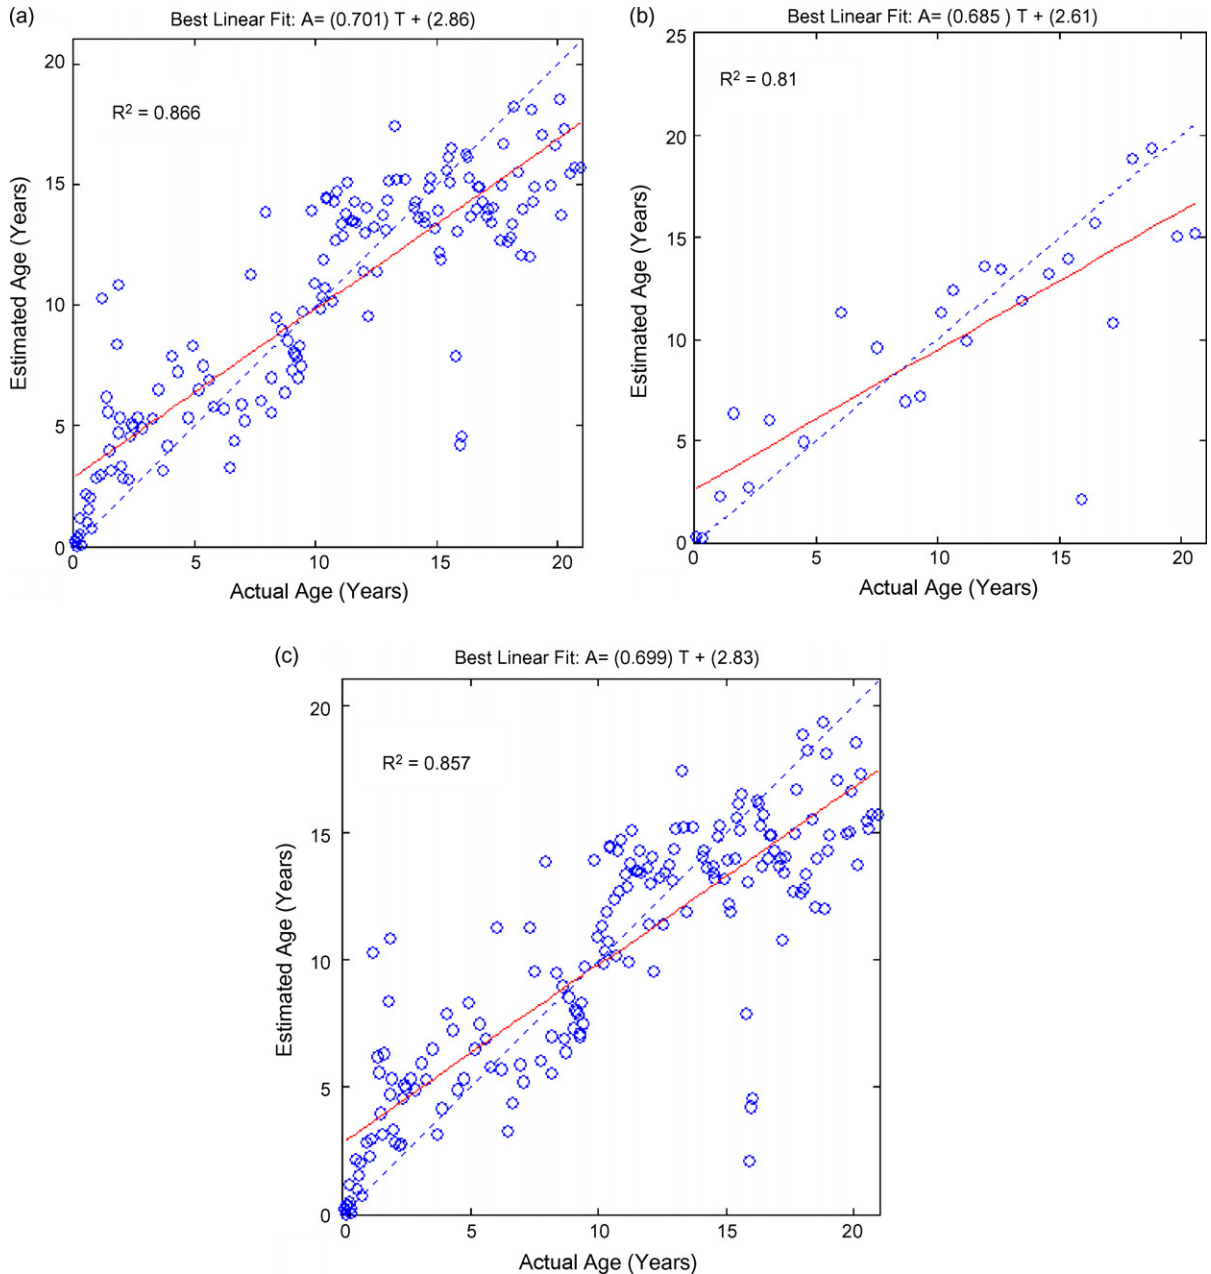 (a)
Best Linear Fit: A= (0.701) T + (2.86)
R² = 0.866
20
15
10
5
0
0 5 10 15 20
Estimated Age (Years)
Actual Age (Years)
(b)
Best Linear Fit: A= (0.685 ) T + (2.61)
R² = 0.81
25
20
15
10
5
0
0 5 10 15 20
Estimated Age (Years)
Actual Age (Years)
(c)
Best Linear Fit: A= (0.699) T + (2.83)
R² = 0.857
20
15
10
5
0
0 5 10 15 20
Estimated Age (Years)
Actual Age (Years)